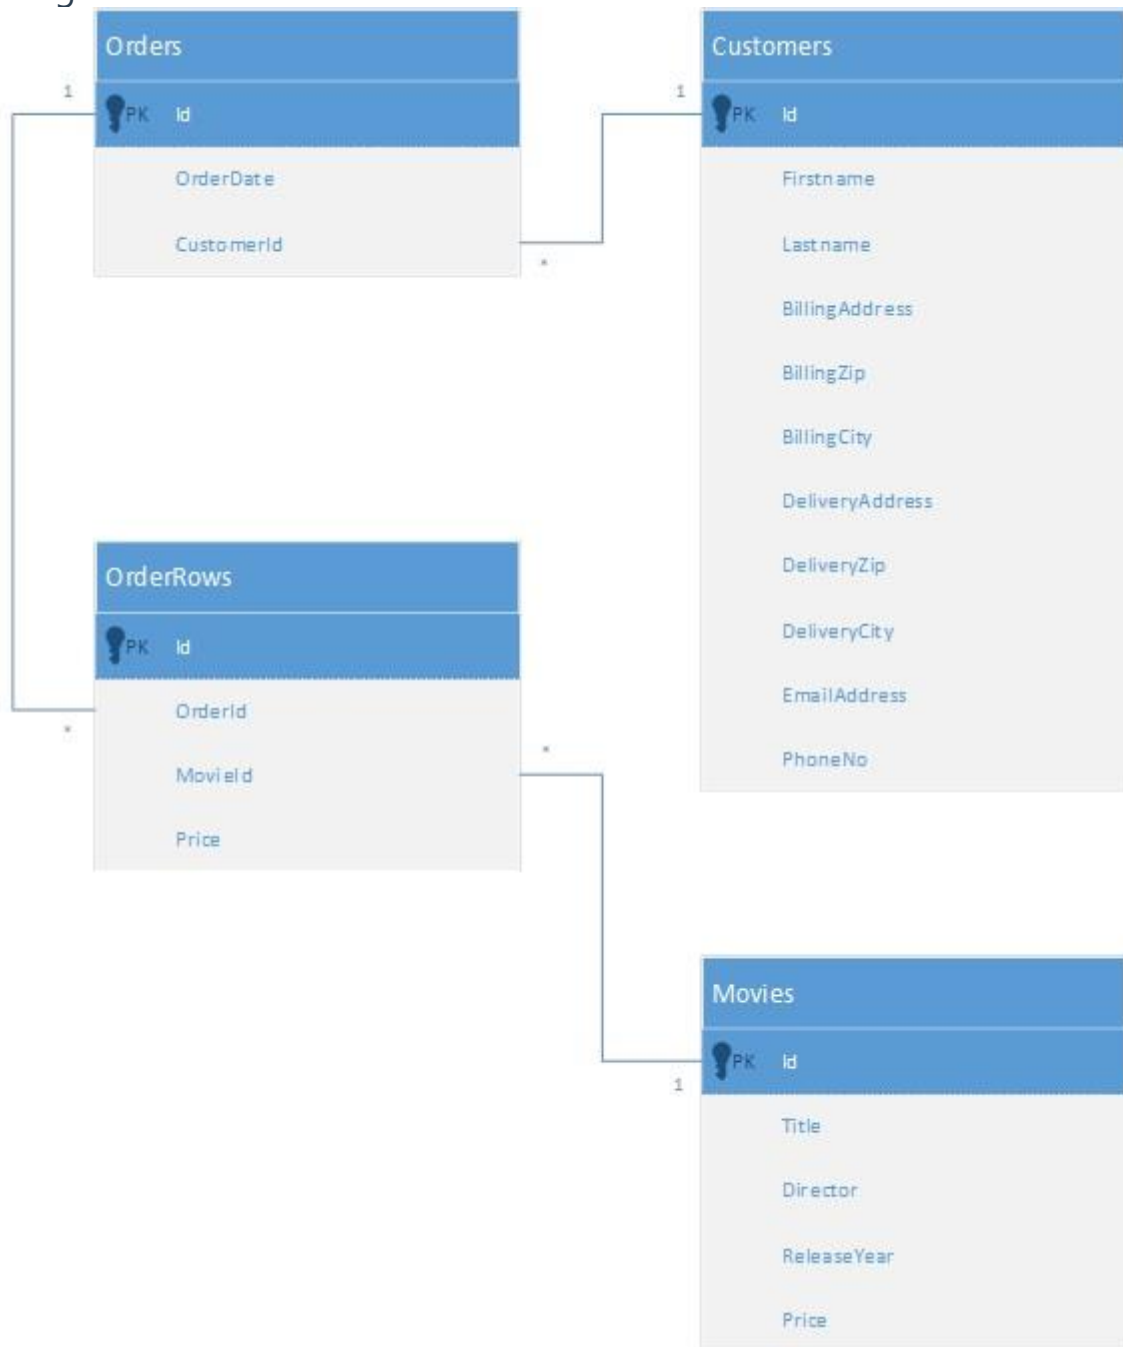 Orders
1
PK Id
OrderDate
CustomerId
*
Customers
1
PK Id
Firstname
Lastname
BillingAddress
BillingZip
BillingCity
DeliveryAddress
DeliveryZip
DeliveryCity
EmailAddress
PhoneNo
OrderRows
PK Id
OrderId
*
MovieId
*
Price
Movies
PK Id
1
Title
Director
ReleaseYear
Price